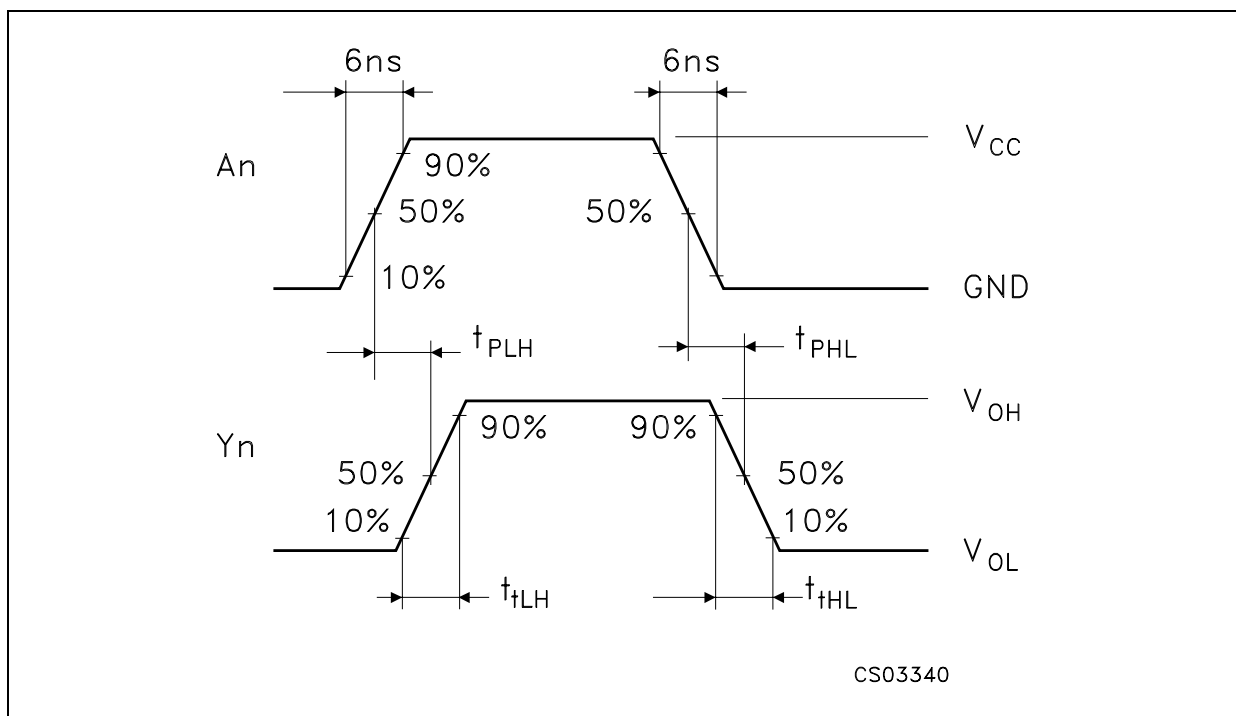 6ns 6ns
An
V_CC
90%
50% 50%
10%
GND
t_PLH t_PHL
V_OH
Yn
90% 90%
50% 50%
10% 10%
V_OL
t_tLH t_tHL
CS03340